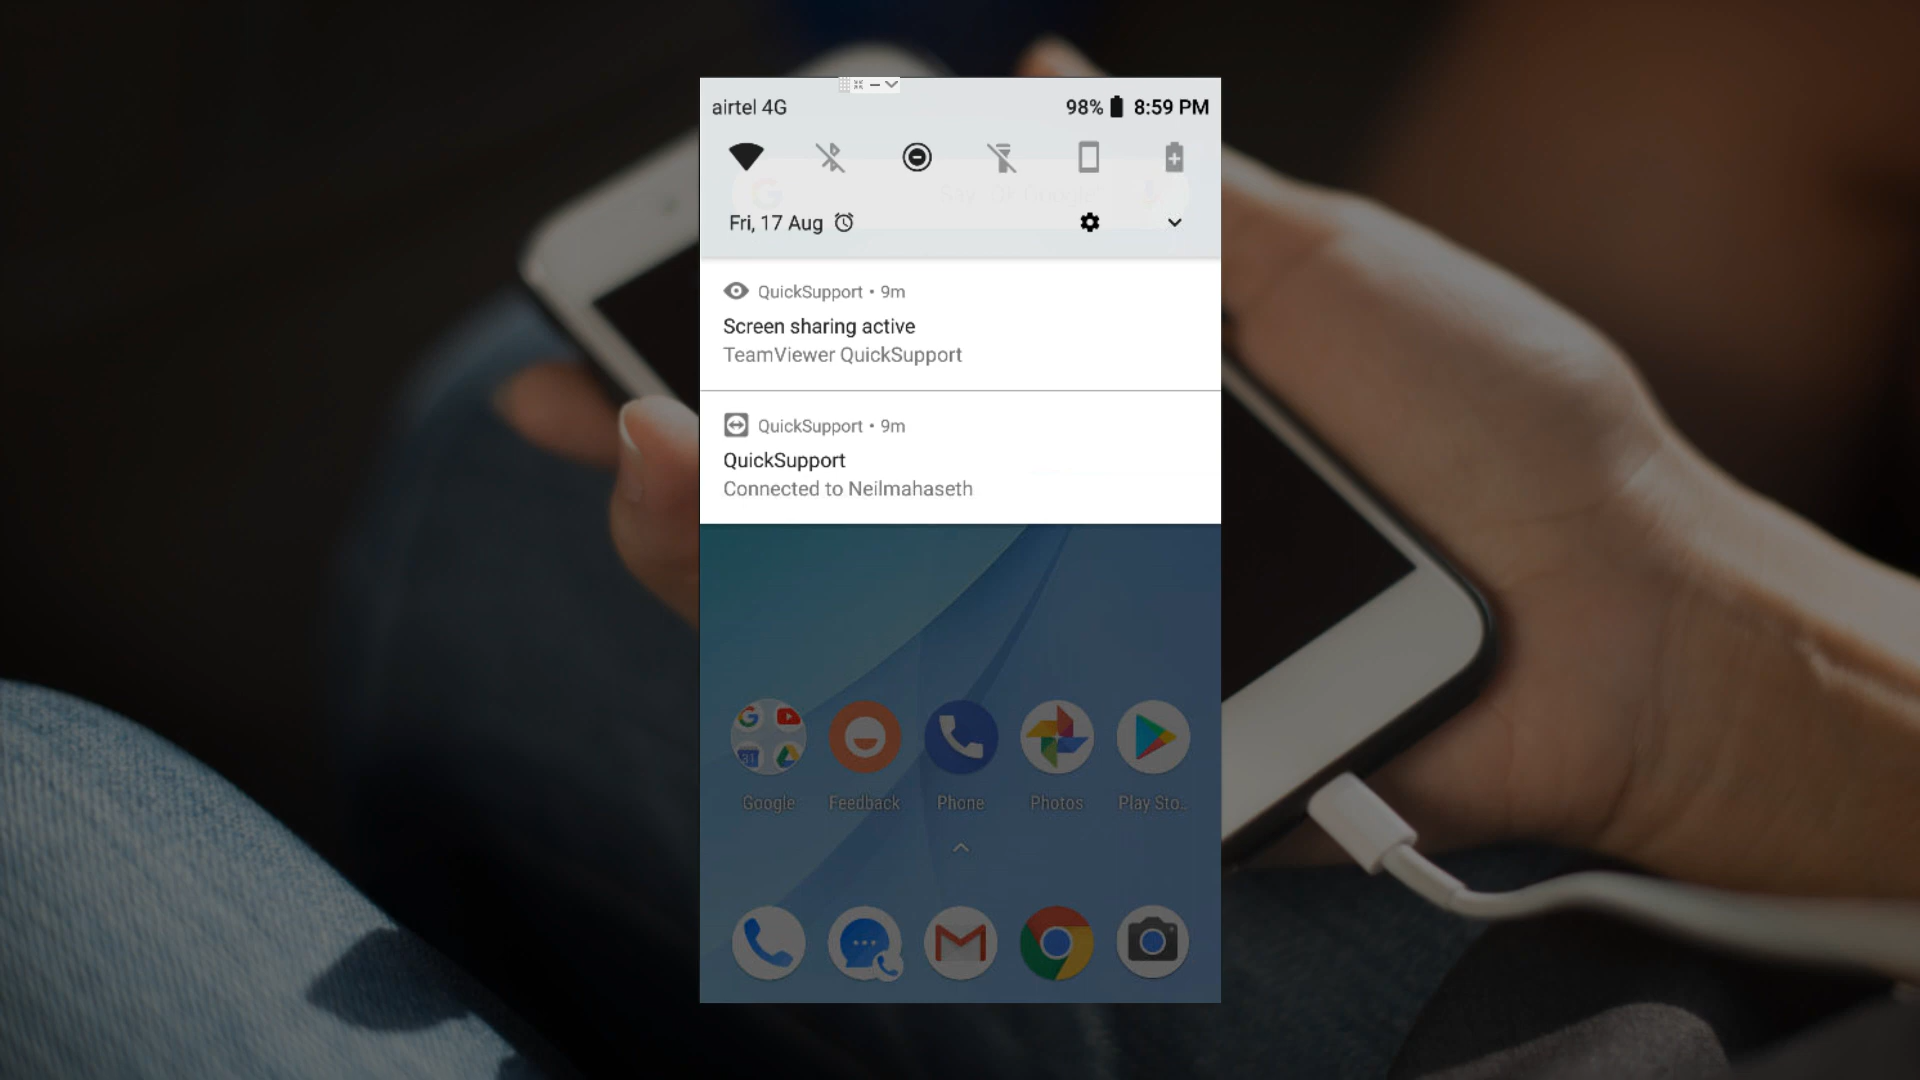 airtel 4G 98% 8:59 PM
Fri, 17 Aug
QuickSupport • 9m
Screen sharing active
TeamViewer QuickSupport
QuickSupport • 9m
QuickSupport
Connected to Neilmahaseth
31
Google Feedback Phone Photos Play Sto..